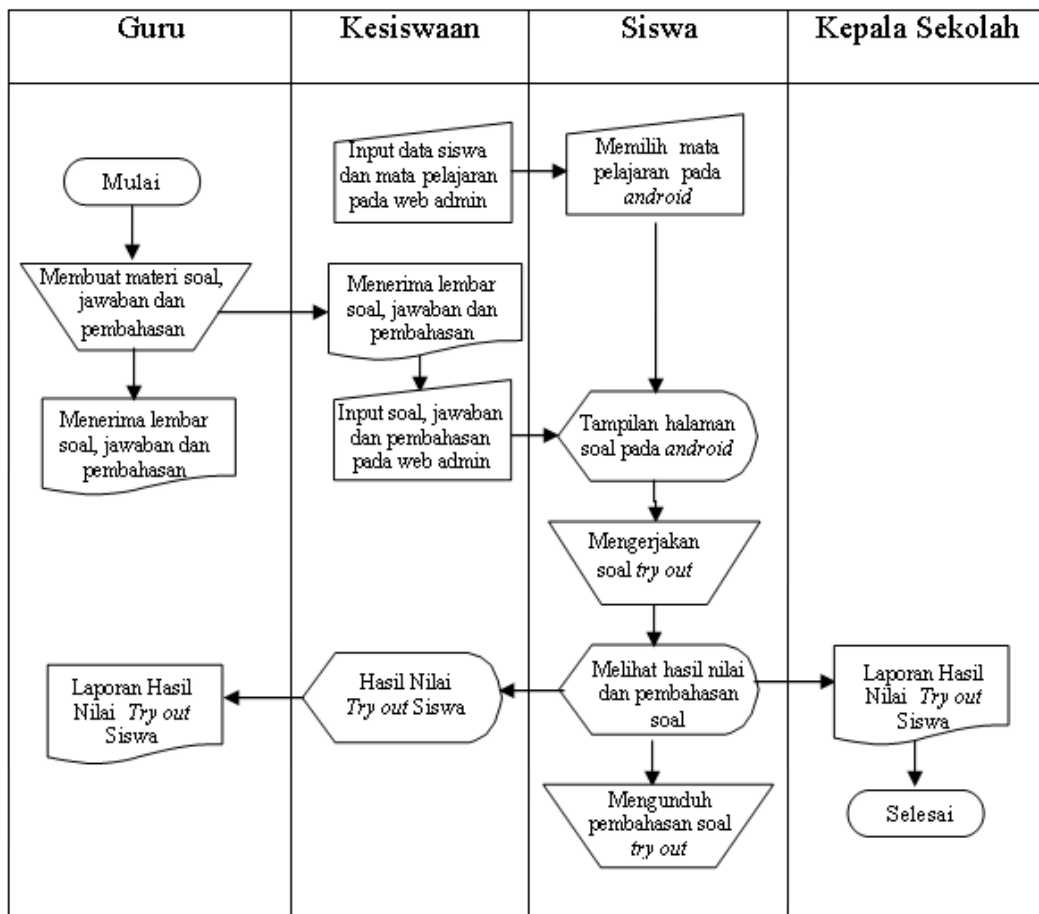 Guru
Kesiswaan
Siswa
Kepala Sekolah
Mulai
Membuat materi soal,
jawaban dan
pembahasan
Menerima lembar
soal, jawaban dan
pembahasan
Laporan Hasil
Nilai Try out
Siswa
Input data siswa
dan mata pelajaran
pada web admin
Menerima lembar
soal, jawaban dan
pembahasan
Input soal, jawaban
dan pembahasan
pada web admin
Hasil Nilai
Try out Siswa
Memilih mata
pelajaran pada
android
Tampilan halaman
soal pada android
Mengerjakan
soal try out
Melihat hasil nilai
dan pembahasan
soal
Mengunduh
pembahasan soal
try out
Laporan Hasil
Nilai Try out
Siswa
Selesai